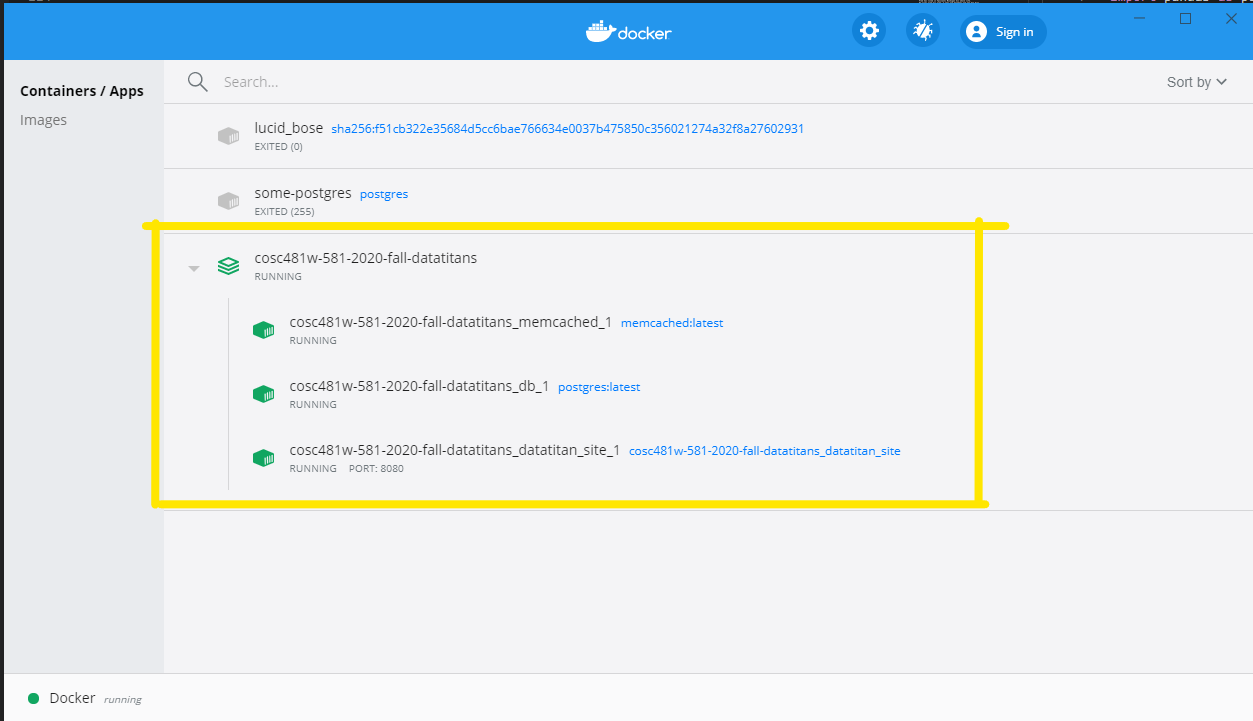 docker
Sign in
Containers / Apps
Images
Search...
Sort by
lucid_bose sha256:f51cb322e35684d5cc6bae766634e0037b475850c356021274a32f8a27602931
EXITED (0)
some-postgres postgres
EXITED (255)
cosc481w-581-2020-fall-datatitans
RUNNING
cosc481w-581-2020-fall-datatitans_memcached_1 memcached:latest
RUNNING
cosc481w-581-2020-fall-datatitans_db_1 postgres:latest
RUNNING
cosc481w-581-2020-fall-datatitans_datatitan_site_1 cosc481w-581-2020-fall-datatitans_datatitan_site
RUNNING PORT: 8080
Docker running